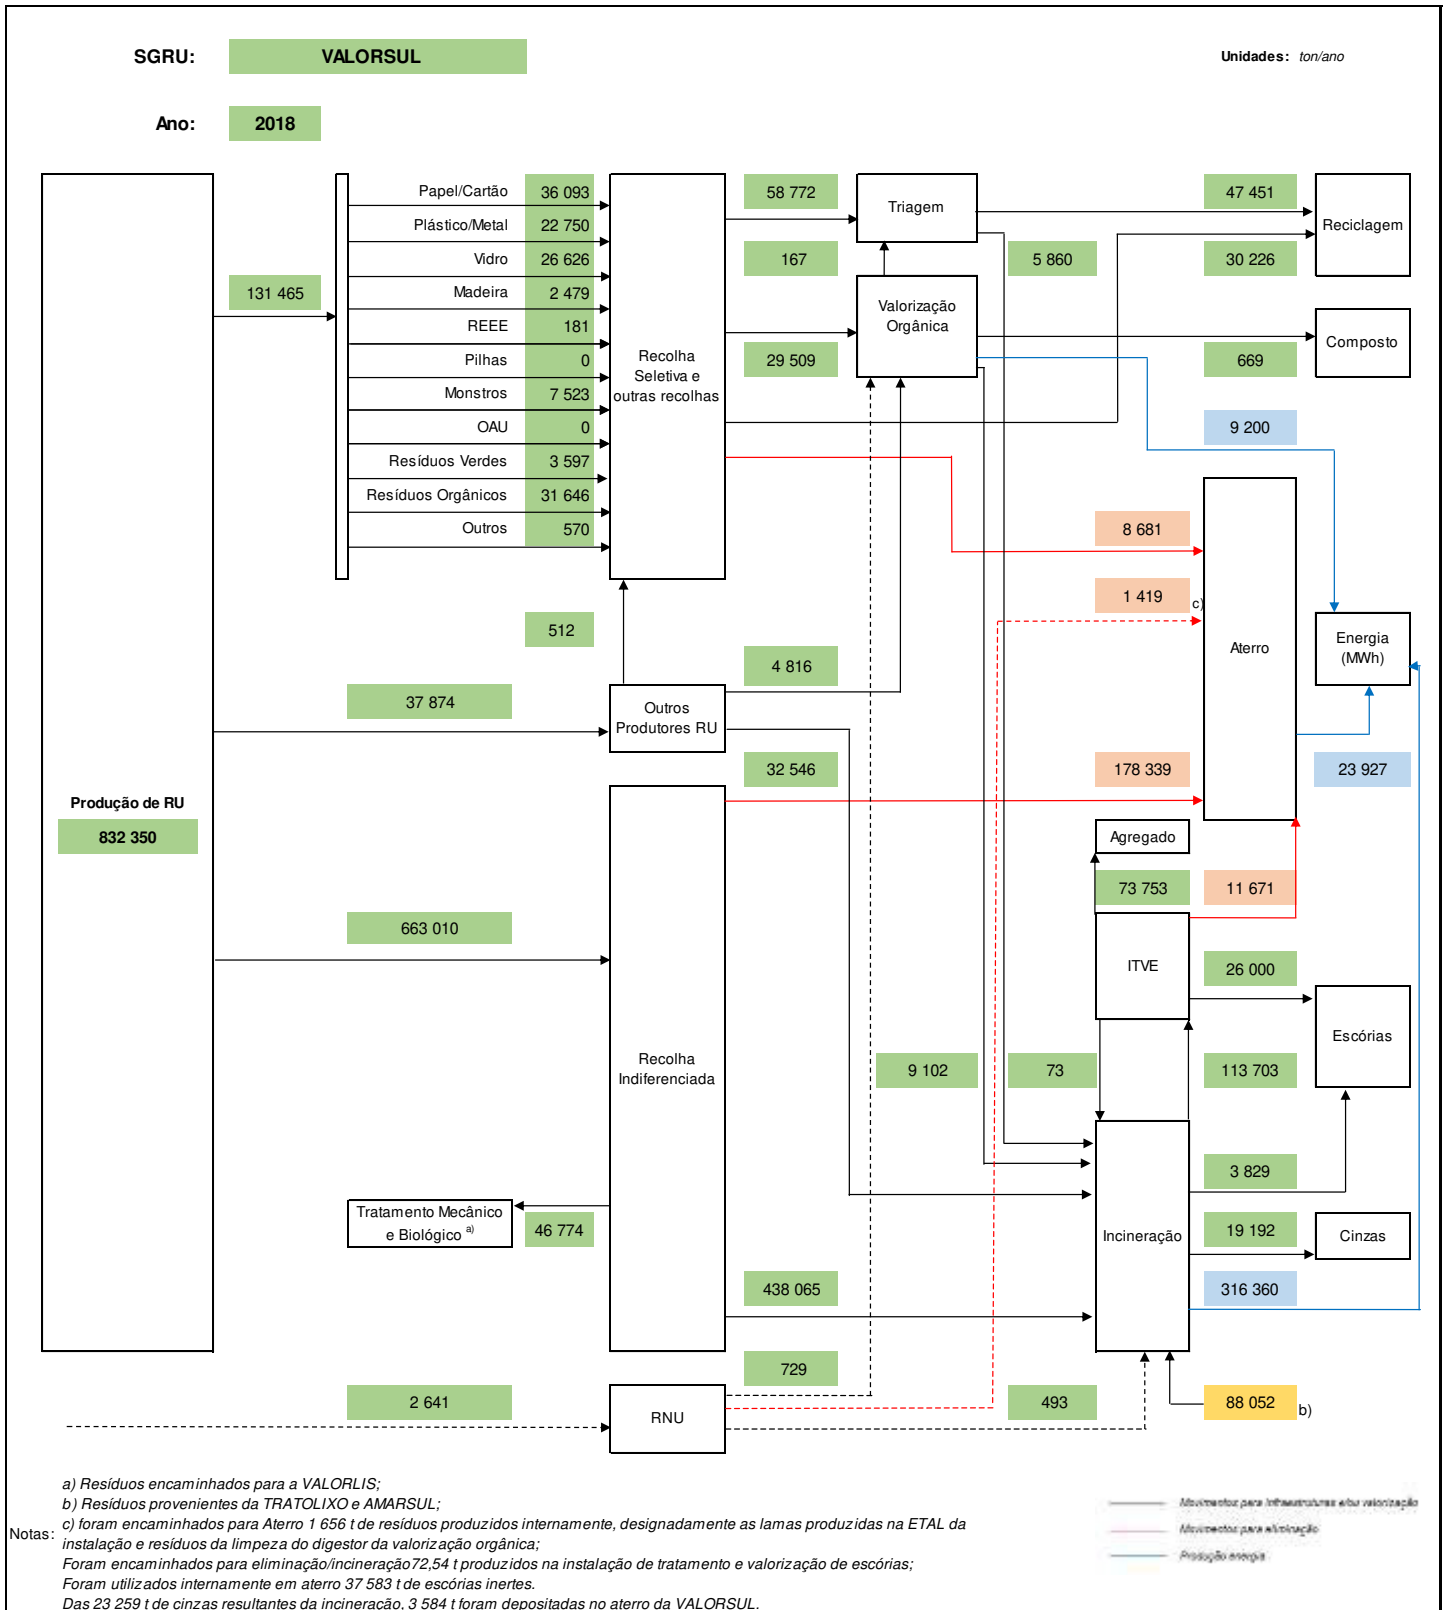 SGRU: VALORSUL Unidades: ton/ano
Ano: 2018
Papel/Cartão 36 093
Plástico/Metal 22 750
Vidro 26 626
Madeira 2 479
REEE 181
Pilhas 0
Monstros 7 523
OAU 0
Resíduos Verdes 3 597
Resíduos Orgânicos 31 646
Outros 570
131 465
Recolha
Seletiva e
outras recolhas
58 772
167
29 509
Triagem
Valorização
Orgânica
5 860
47 451
30 226
Reciclagem
669
Composto
9 200
8 681
1 419 c)
Aterro
Energia
(MWh)
512
4 816
37 874
Outros
Produtores RU
32 546
178 339
23 927
Produção de RU
832 350
Agregado
73 753
11 671
663 010
ITVE
26 000
Escórias
Recolha
Indiferenciada
9 102
73
113 703
3 829
Tratamento Mecânico
e Biológico a)
46 774
Incineração
19 192
Cinzas
438 065
316 360
729
2 641
RNU
493
88 052 b)
a) Resíduos encaminhados para a VALORLIS;
b) Resíduos provenientes da TRATOLIXO e AMARSUL;
Notas: c) foram encaminhados para Aterro 1 656 t de resíduos produzidos internamente, designadamente as lamas produzidas na ETAL da
instalação e resíduos da limpeza do digestor da valorização orgânica;
Foram encaminhados para eliminação/incineração72,54 t produzidos na instalação de tratamento e valorização de escórias;
Foram utilizados internamente em aterro 37 583 t de escórias inertes.
Das 23 259 t de cinzas resultantes da incineração, 3 584 t foram depositadas no aterro da VALORSUL.
Movimentos para infraestruturas e/ou valorização
Movimentos para eliminação
Produção energia